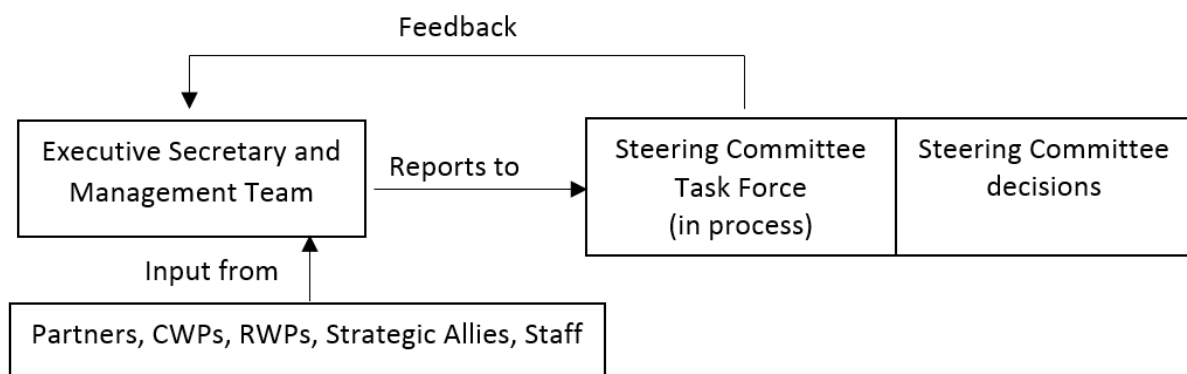 Feedback
Executive Secretary and
Management Team
Reports to
Steering Committee
Task Force
(in process)
Steering Committee
decisions
Input from
Partners, CWPs, RWPs, Strategic Allies, Staff